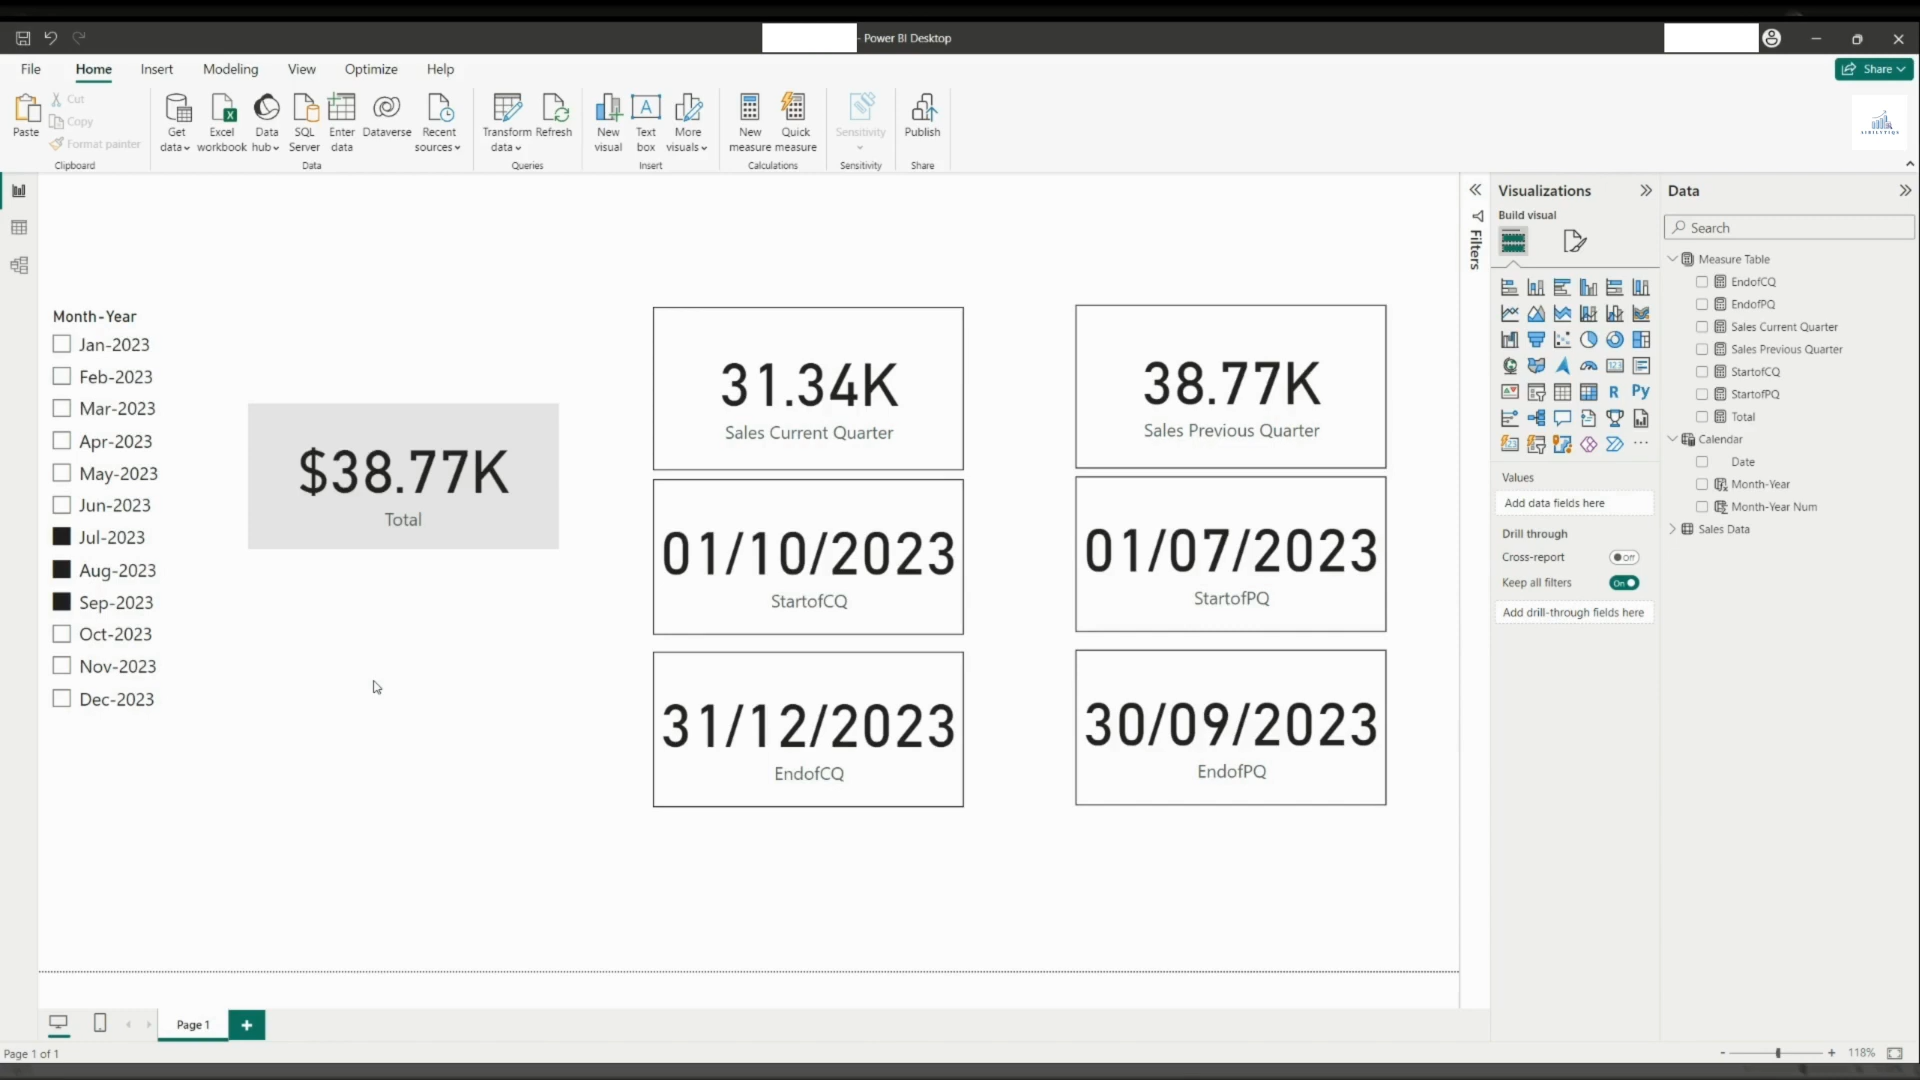 - Power BI Desktop
File
Home
Insert
Modeling
View
Optimize
Help
Share
Paste
Cut
Copy
Format painter
Clipboard
Get data
Excel workbook
Data hub
SQL Server
Enter data
Dataverse
Recent sources
Data
Transform data
Refresh
Queries
New visual
Text box
More visuals
Insert
New measure
Quick measure
Calculations
Sensitivity
Sensitivity
Publish
Share
Month-Year
Jan-2023
Feb-2023
Mar-2023
Apr-2023
May-2023
Jun-2023
Jul-2023
Aug-2023
Sep-2023
Oct-2023
Nov-2023
Dec-2023
$38.77K
Total
31.34K
Sales Current Quarter
01/10/2023
StartofCQ
31/12/2023
EndofCQ
38.77K
Sales Previous Quarter
01/07/2023
StartofPQ
30/09/2023
EndofPQ
Filters
Visualizations
Build visual
R
Py
123
Values
Add data fields here
Drill through
Cross-report
Off
Keep all filters
On
Add drill-through fields here
Data
Search
Measure Table
EndofCQ
EndofPQ
Sales Current Quarter
Sales Previous Quarter
StartofCQ
StartofPQ
Total
Calendar
Date
Month-Year
Month-Year Num
Sales Data
Page 1
Page 1 of 1
118%